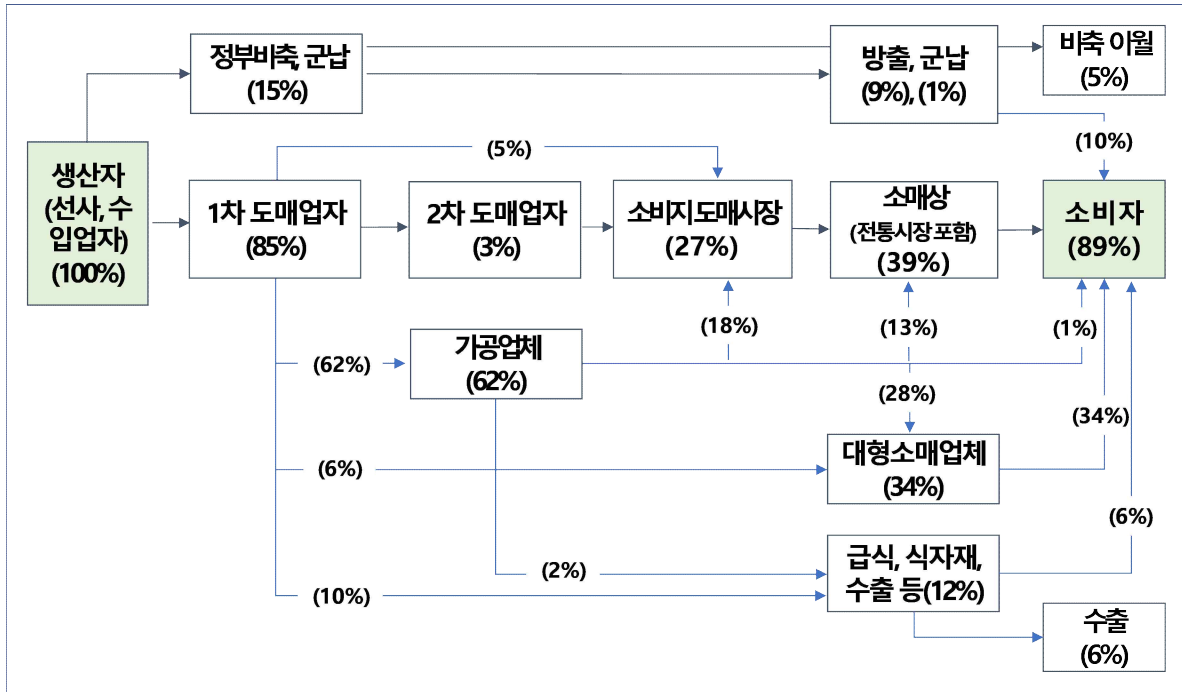 정부비축, 군납
(15%)
방출, 군납
(9%), (1%)
비축 이월
(5%)
(10%)
생산자
(선사, 수
입업자)
(100%)
(5%)
1차 도매업자
(85%)
2차 도매업자
(3%)
소비지도매시장
(27%)
소매상
(전통시장 포함)
(39%)
소비자
(89%)
(18%)
(13%)
(1%)
(62%)
가공업체
(62%)
(28%)
(34%)
(6%)
대형소매업체
(34%)
(6%)
(2%)
(10%)
급식, 식자재,
수출 등(12%)
수출
(6%)